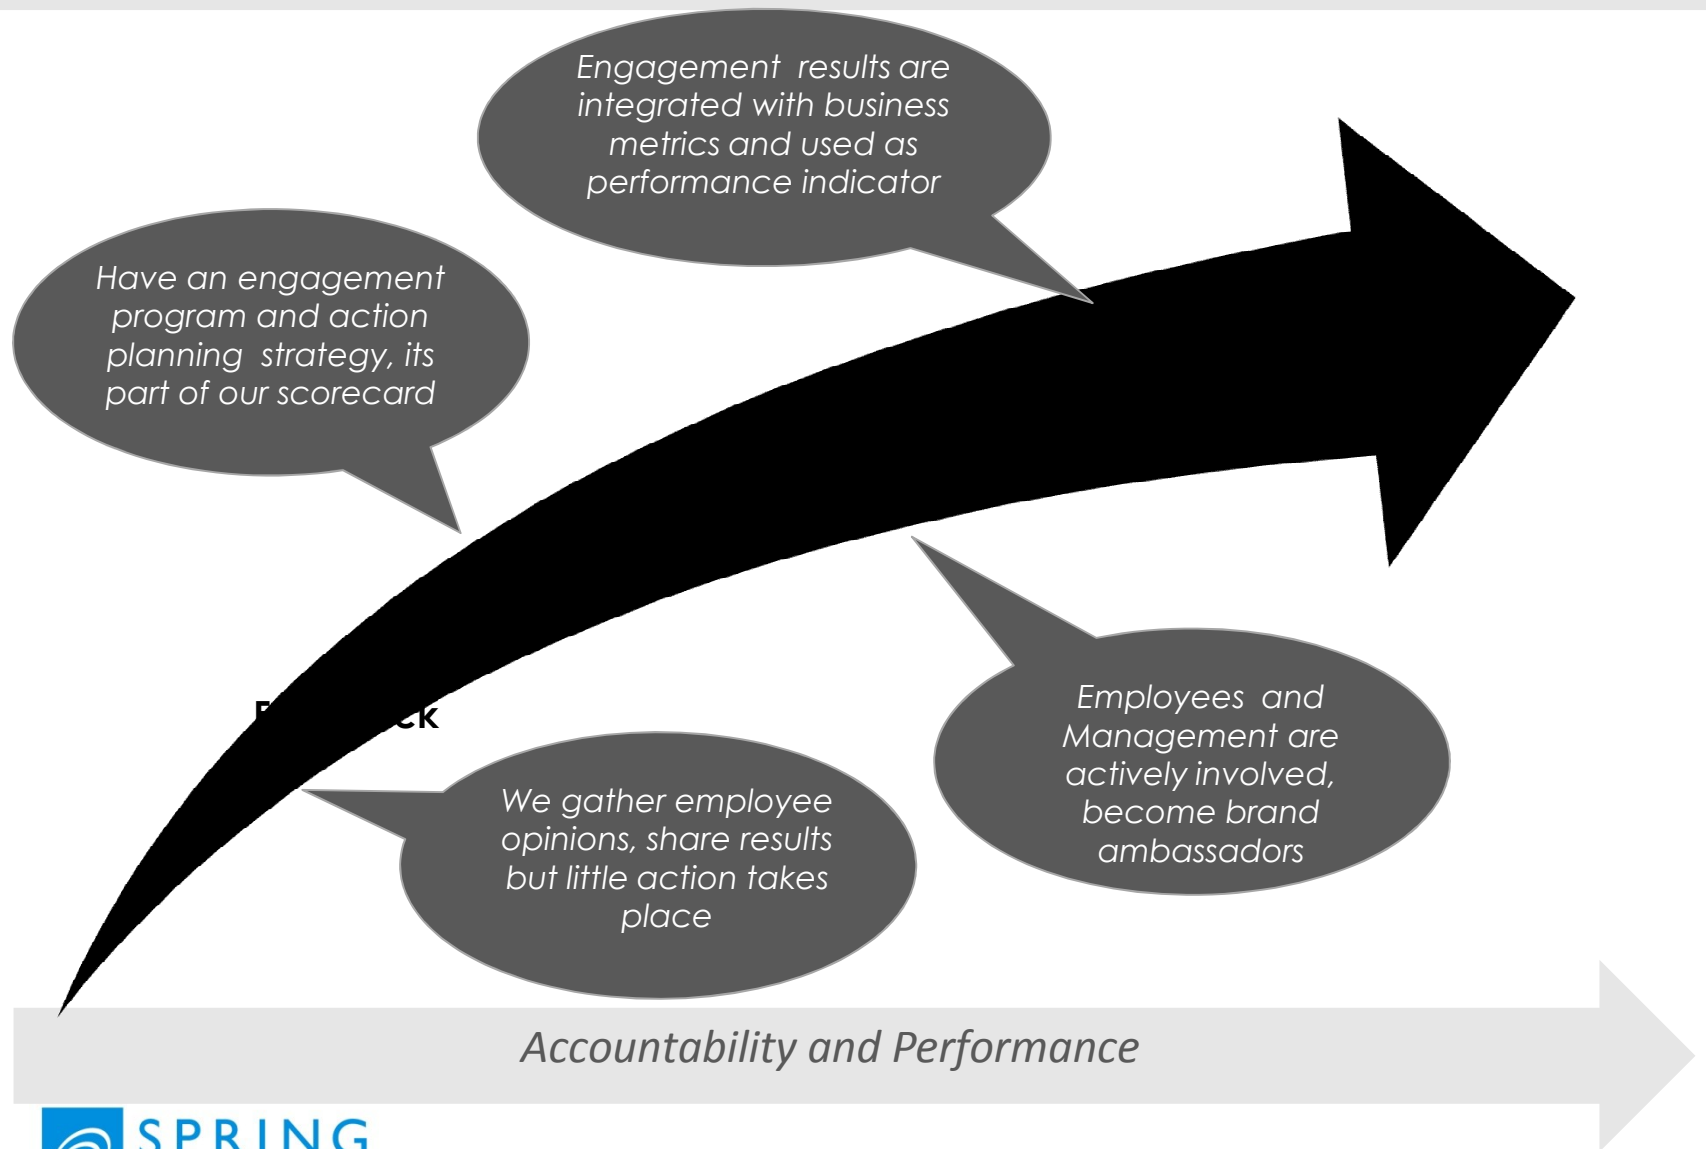 Engagement results are
integrated with business
metrics and used as
performance indicator
Have an engagement
program and action
planning strategy, its
part of our scorecard
Employees and
Management are
actively involved,
become brand
ambassadors
We gather employee
opinions, share results
but little action takes
place
Accountability and Performance
SPRING